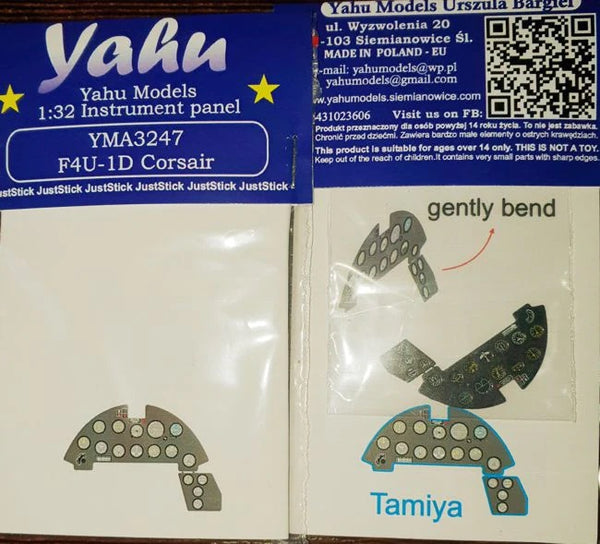 Yahu
Yahu Models
1:32 Instrument panel
YMA3247
F4U-1D Corsair
JustStick JustStick JustStick JustStick JustStick
Yahu Models Urszula Bargiel
ul. Wyzwolenia 20
-103 Siemianowice Śl.
MADE IN POLAND - EU
-mail: yahumodels@wp.pl
yahumodels@gmail.com
www.yahumodels.siemianowice.com
431023606 Visit us on FB:
Produkt przeznaczony dla osób powyżej 14 roku życia. To nie jest zabawka.
Chronić przed dziećmi. Zawiera bardzo małe elementy o ostrych krawędziach.
This product is suitable for ages over 14 only. THIS IS NOT A TOY.
Keep out of the reach of children.It contains very small parts with sharp edges.
gently bend
Tamiya